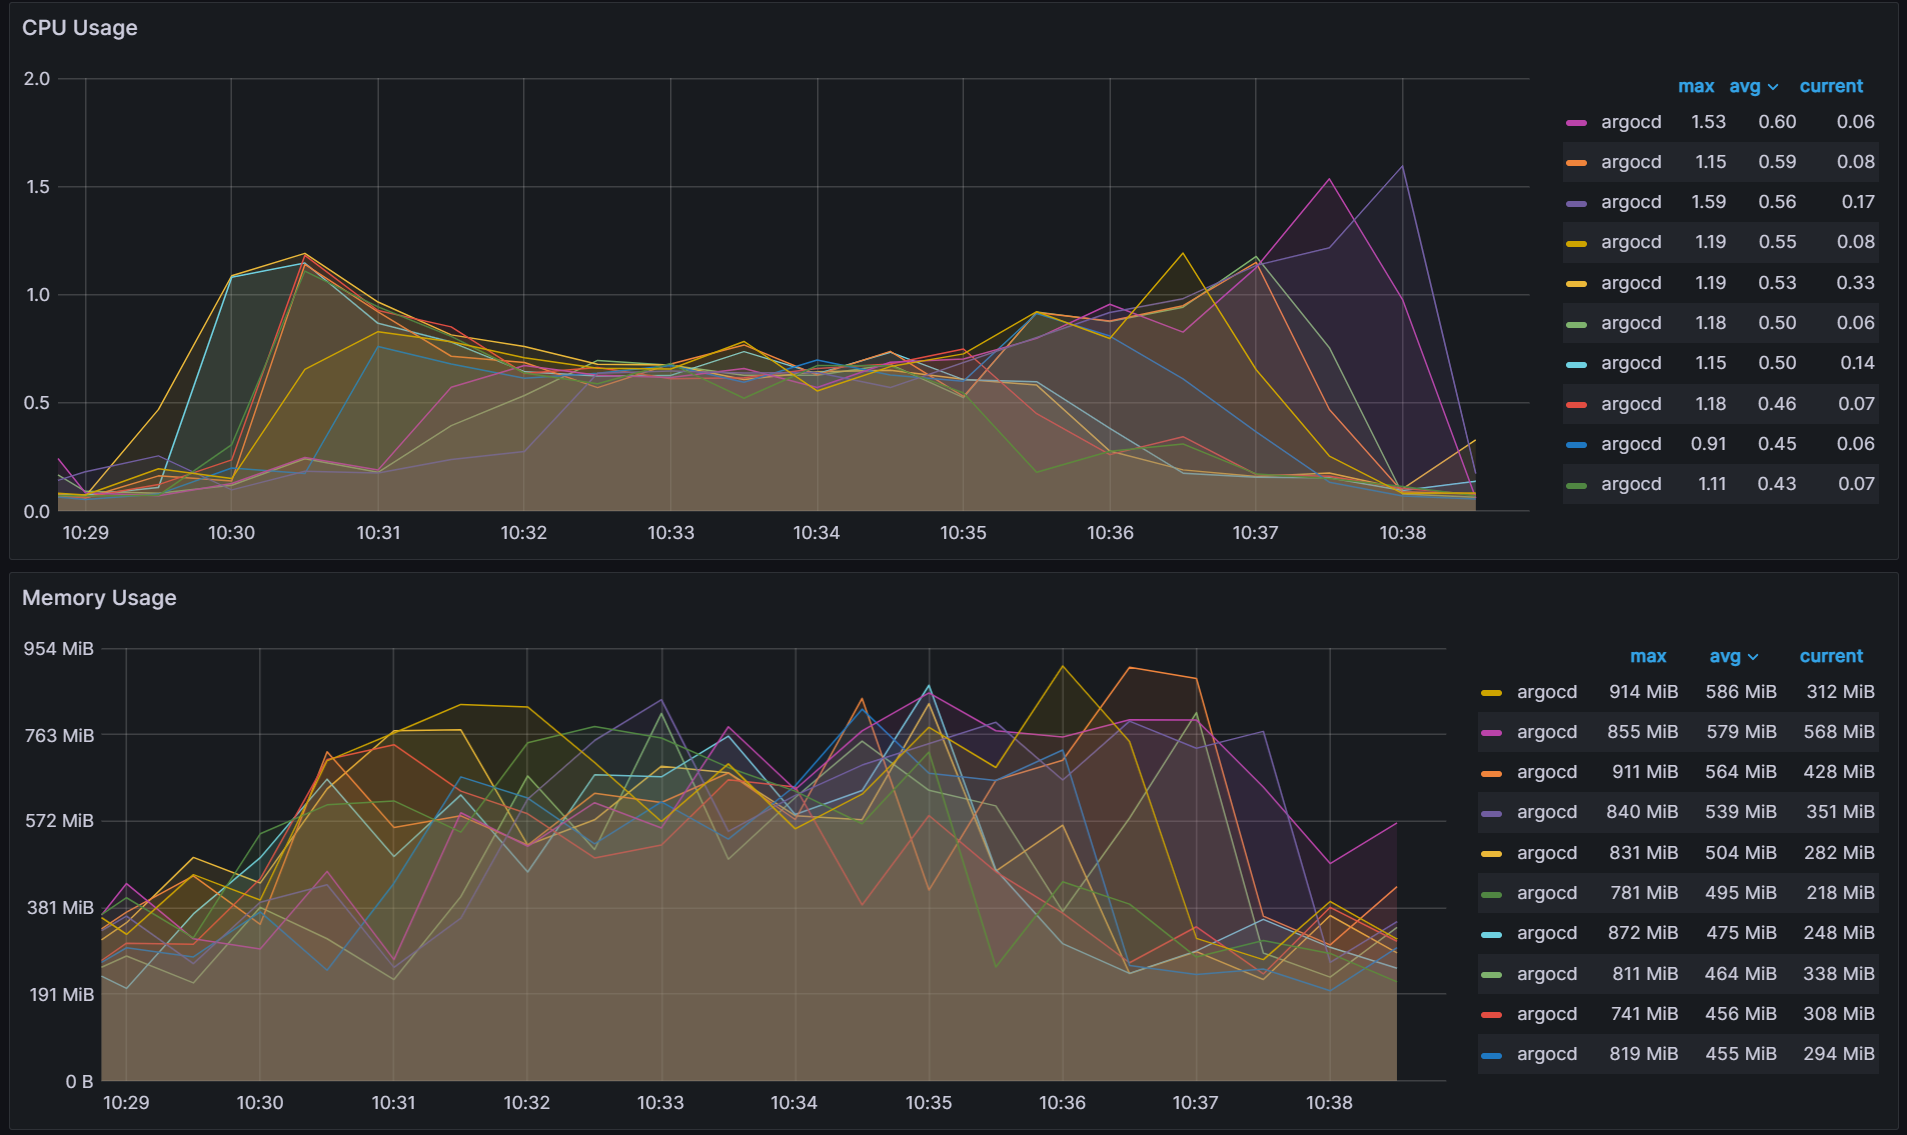 CPU Usage
2.0
1.5
1.0
0.5
0.0
10:29 10:30 10:31 10:32 10:33 10:34 10:35 10:36 10:37 10:38
max avg current
argocd 1.53 0.60 0.06
argocd 1.15 0.59 0.08
argocd 1.59 0.56 0.17
argocd 1.19 0.55 0.08
argocd 1.19 0.53 0.33
argocd 1.18 0.50 0.06
argocd 1.15 0.50 0.14
argocd 1.18 0.46 0.07
argocd 0.91 0.45 0.06
argocd 1.11 0.43 0.07
Memory Usage
954 MiB
763 MiB
572 MiB
381 MiB
191 MiB
0 B
10:29 10:30 10:31 10:32 10:33 10:34 10:35 10:36 10:37 10:38
max avg current
argocd 914 MiB 586 MiB 312 MiB
argocd 855 MiB 579 MiB 568 MiB
argocd 911 MiB 564 MiB 428 MiB
argocd 840 MiB 539 MiB 351 MiB
argocd 831 MiB 504 MiB 282 MiB
argocd 781 MiB 495 MiB 218 MiB
argocd 872 MiB 475 MiB 248 MiB
argocd 811 MiB 464 MiB 338 MiB
argocd 741 MiB 456 MiB 308 MiB
argocd 819 MiB 455 MiB 294 MiB